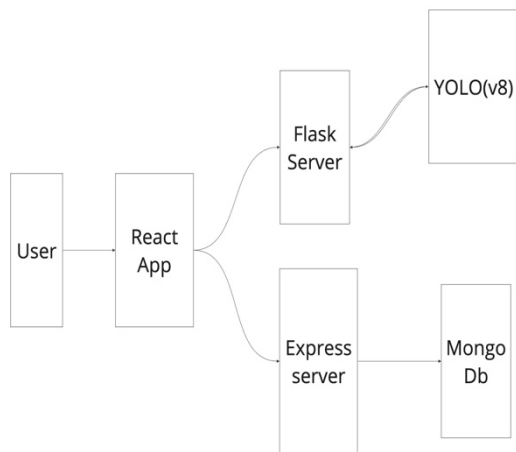 User
React
App
Flask
Server
YOLO(v8)
Express
server
Mongo
Db